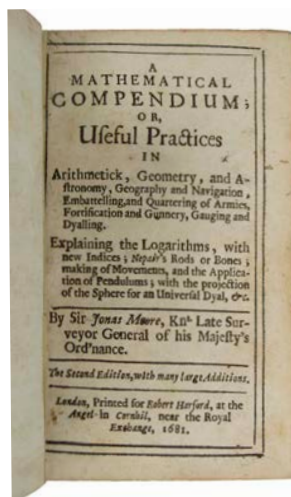 A
MATHEMATICAL
COMPENDIUM;
OR,
Useful Practices
IN
Arithmetick, Geometry, and A-
stronomy, Geography and Navigation,
Embattelling, and Quartering of Armies,
Fortification and Gunnery, Gauging and
Dyalling.
Explaining the Logarithms, with
new Indices; Nepair's Rods or Bones;
making of Movements, and the Applica-
tion of Pendulums; with the projection
of the Sphere for an Universal Dyal, &c.
By Sir Jonas Moore, Knt. Late Sur-
veyor General of his Majesty's
Ord'nance.
The Second Edition, with many large Additions.
London, Printed for Robert Harford, at the
Angel in Cornhil, near the Royal
Exchange, 1681.